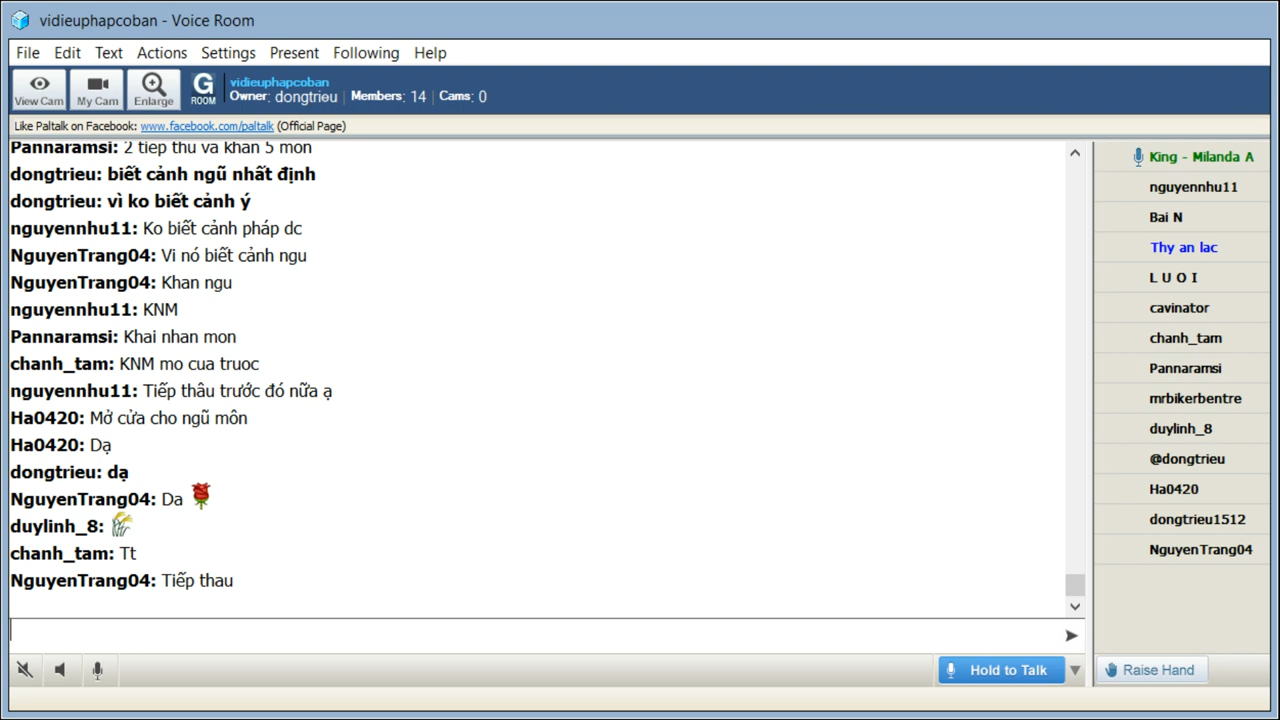 vidieuphapcoban - Voice Room
File Edit Text Actions Settings Present Following Help
View Cam
My Cam
Enlarge
G ROOM
vidieuphapcoban
Owner: dongtrieu | Members: 14 | Cams: 0
Like Paltalk on Facebook: www.facebook.com/paltalk (Official Page)
Pannaramsi: 2 tiep thu va khan 5 mon
dongtrieu: biết cảnh ngũ nhất định
dongtrieu: vì ko biết cảnh ý
nguyennhu11: Ko biết cảnh pháp dc
NguyenTrang04: Vi nó biết cảnh ngu
NguyenTrang04: Khan ngu
nguyennhu11: KNM
Pannaramsi: Khai nhan mon
chanh_tam: KNM mo cua truoc
nguyennhu11: Tiếp thâu trước đó nữa ạ
Ha0420: Mở cửa cho ngũ môn
Ha0420: Dạ
dongtrieu: dạ
NguyenTrang04: Da
duylinh_8:
chanh_tam: Tt
NguyenTrang04: Tiếp thau
King - Milanda A
nguyennhu11
Bai N
Thy an lac
L U O I
cavinator
chanh_tam
Pannaramsi
mrbikerbentre
duylinh_8
@dongtrieu
Ha0420
dongtrieu1512
NguyenTrang04
Hold to Talk
Raise Hand